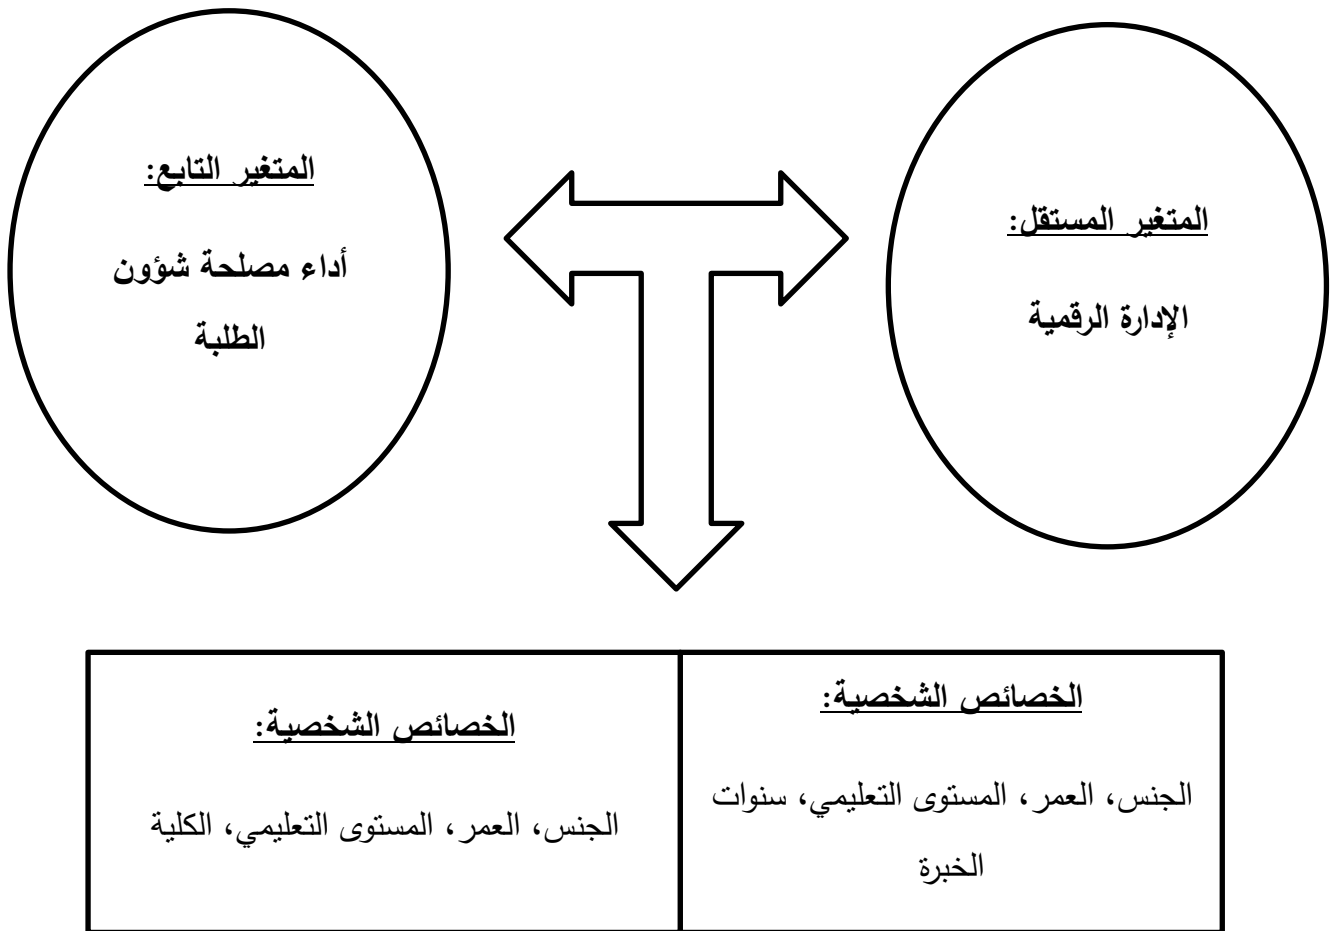 المتغير المستقل:
الإدارة الرقمية
المتغير التابع:
أداء مصلحة شؤون
الطلبة
الخصائص الشخصية:
الجنس، العمر، المستوى التعليمي، سنوات
الخبرة
الخصائص الشخصية:
الجنس، العمر، المستوى التعليمي، الكلية